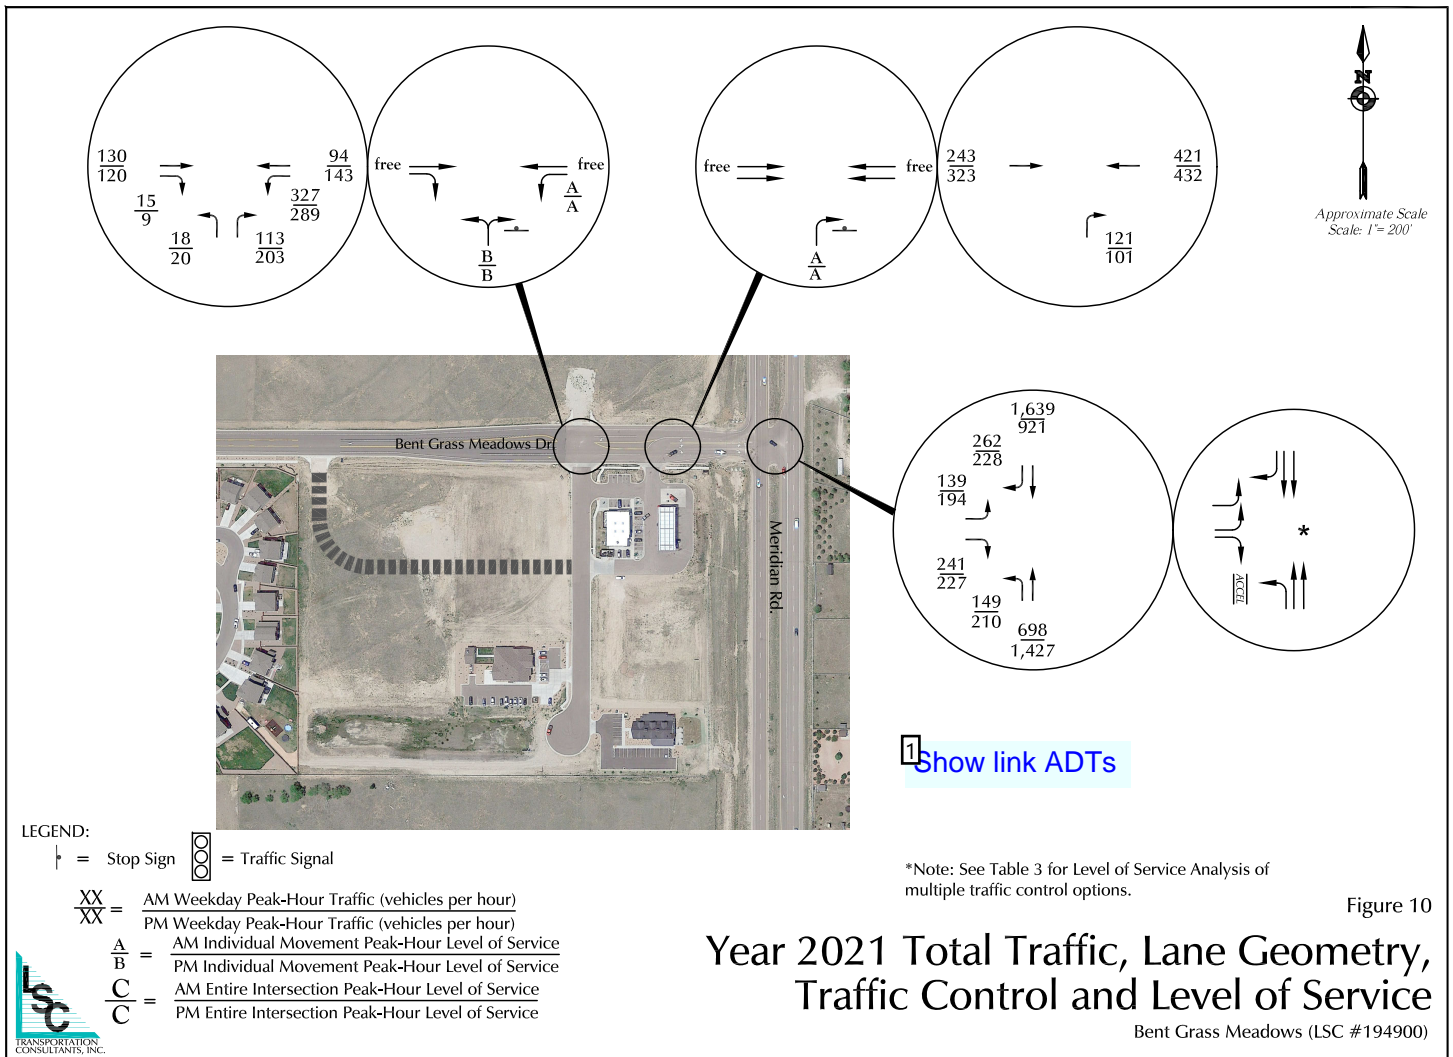 130
120
15
9
18
20
113
203
327
289
94
143
free
free
A
A
B
B
free
free
A
A
243
323
421
432
121
101
N
Approximate Scale
Scale: 1"= 200'
Bent Grass Meadows Dr.
Meridian Rd.
1,639
921
262
228
139
194
241
227
149
210
698
1,427
*
ACCEL
1
Show link ADTs
LEGEND:
= Stop Sign
= Traffic Signal
XX
XX
=
AM Weekday Peak-Hour Traffic (vehicles per hour)
PM Weekday Peak-Hour Traffic (vehicles per hour)
A
B
=
AM Individual Movement Peak-Hour Level of Service
PM Individual Movement Peak-Hour Level of Service
C
C
=
AM Entire Intersection Peak-Hour Level of Service
PM Entire Intersection Peak-Hour Level of Service
LSC
TRANSPORTATION
CONSULTANTS, INC.
*Note: See Table 3 for Level of Service Analysis of
multiple traffic control options.
Figure 10
Year 2021 Total Traffic, Lane Geometry,
Traffic Control and Level of Service
Bent Grass Meadows (LSC #194900)